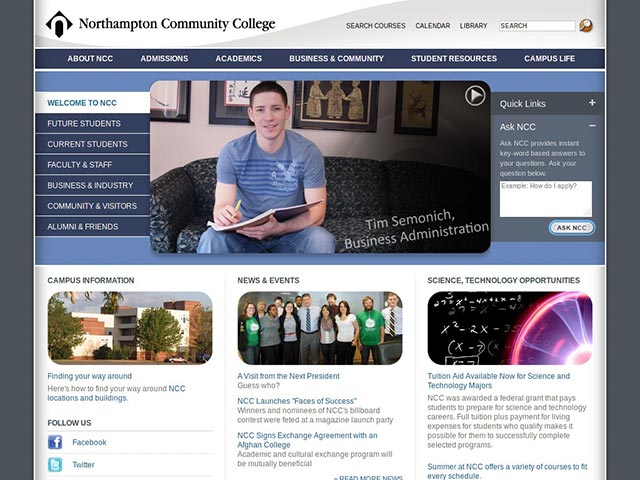 Northampton Community College
SEARCH COURSES CALENDAR LIBRARY SEARCH
ABOUT NCC ADMISSIONS ACADEMICS BUSINESS & COMMUNITY STUDENT RESOURCES CAMPUS LIFE
WELCOME TO NCC
FUTURE STUDENTS
CURRENT STUDENTS
FACULTY & STAFF
BUSINESS & INDUSTRY
COMMUNITY & VISITORS
ALUMNI & FRIENDS
Tim Semonich,
Business Administration
Quick Links +
Ask NCC –
Ask NCC provides instant
key-word based answers to
your questions. Ask your
question below.
Example: How do I apply?
ASK NCC
CAMPUS INFORMATION
Finding your way around
Here's how to find your way around NCC
locations and buildings.
FOLLOW US
Facebook
Twitter
NEWS & EVENTS
A Visit from the Next President
Guess who?
NCC Launches "Faces of Success"
Winners and nominees of NCC's billboard
contest were feted at a magazine launch party
NCC Signs Exchange Agreement with an
Afghan College
Academic and cultural exchange program will
be mutually beneficial
» READ MORE NEWS
SCIENCE, TECHNOLOGY OPPORTUNITIES
Tuition Aid Available Now for Science and
Technology Majors
NCC was awarded a federal grant that pays
students to prepare for science and technology
careers. Full tuition plus payment for living
expenses for students who qualify makes it
possible for them to successfully complete
selected programs.
Summer at NCC offers a variety of courses to fit
every schedule.